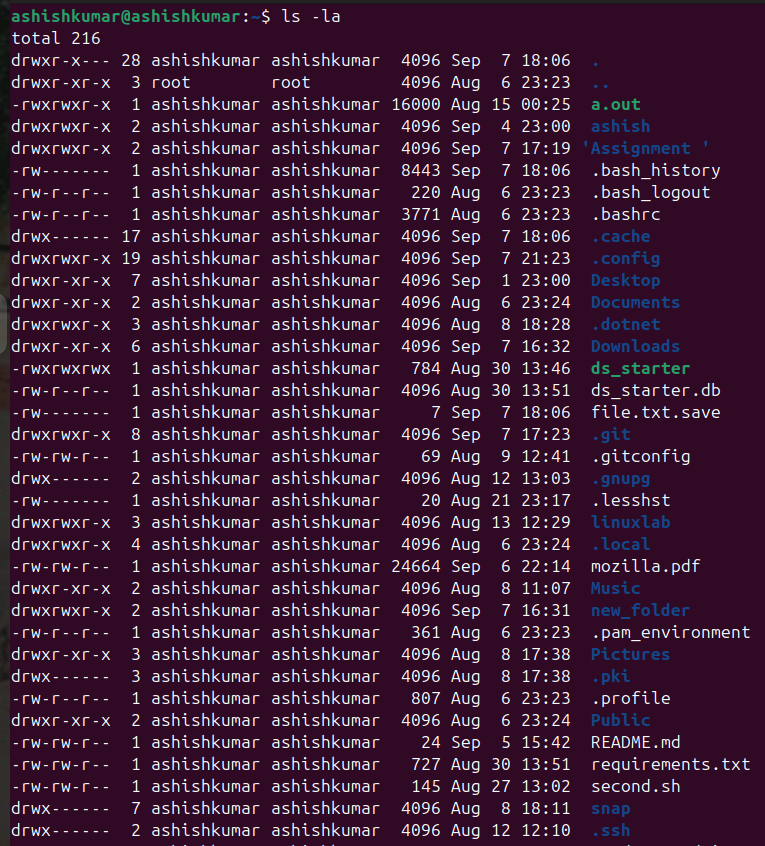 ashishkumar@ashishkumar:~$ ls -la
total 216
drwxr-x--- 28 ashishkumar ashishkumar  4096 Sep  7 18:06  .
drwxr-xr-x  3 root        root         4096 Aug  6 23:23  ..
-rwxrwxr-x  1 ashishkumar ashishkumar 16000 Aug 15 00:25  a.out
drwxrwxr-x  2 ashishkumar ashishkumar  4096 Sep  4 23:00  ashish
drwxrwxr-x  2 ashishkumar ashishkumar  4096 Sep  7 17:19 'Assignment '
-rw-------  1 ashishkumar ashishkumar  8443 Sep  7 18:06  .bash_history
-rw-r--r--  1 ashishkumar ashishkumar   220 Aug  6 23:23  .bash_logout
-rw-r--r--  1 ashishkumar ashishkumar  3771 Aug  6 23:23  .bashrc
drwx------ 17 ashishkumar ashishkumar  4096 Sep  7 18:06  .cache
drwxrwxr-x 19 ashishkumar ashishkumar  4096 Sep  7 21:23  .config
drwxr-xr-x  7 ashishkumar ashishkumar  4096 Sep  1 23:00  Desktop
drwxr-xr-x  2 ashishkumar ashishkumar  4096 Aug  6 23:24  Documents
drwxrwxr-x  3 ashishkumar ashishkumar  4096 Aug  8 18:28  .dotnet
drwxr-xr-x  6 ashishkumar ashishkumar  4096 Sep  7 16:32  Downloads
-rwxrwxrwx  1 ashishkumar ashishkumar   784 Aug 30 13:46  ds_starter
-rw-r--r--  1 ashishkumar ashishkumar  4096 Aug 30 13:51  ds_starter.db
-rw-------  1 ashishkumar ashishkumar     7 Sep  7 18:06  file.txt.save
drwxrwxr-x  8 ashishkumar ashishkumar  4096 Sep  7 17:23  .git
-rw-rw-r--  1 ashishkumar ashishkumar    69 Aug  9 12:41  .gitconfig
drwx------  2 ashishkumar ashishkumar  4096 Aug 12 13:03  .gnupg
-rw-------  1 ashishkumar ashishkumar    20 Aug 21 23:17  .lesshst
drwxrwxr-x  3 ashishkumar ashishkumar  4096 Aug 13 12:29  linuxlab
drwxrwxr-x  4 ashishkumar ashishkumar  4096 Aug  6 23:24  .local
-rw-rw-r--  1 ashishkumar ashishkumar 24664 Sep  6 22:14  mozilla.pdf
drwxr-xr-x  2 ashishkumar ashishkumar  4096 Aug  8 11:07  Music
drwxrwxr-x  2 ashishkumar ashishkumar  4096 Sep  7 16:31  new_folder
-rw-r--r--  1 ashishkumar ashishkumar   361 Aug  6 23:23  .pam_environment
drwxr-xr-x  3 ashishkumar ashishkumar  4096 Aug  8 17:38  Pictures
drwx------  3 ashishkumar ashishkumar  4096 Aug  8 17:38  .pki
-rw-r--r--  1 ashishkumar ashishkumar   807 Aug  6 23:23  .profile
drwxr-xr-x  2 ashishkumar ashishkumar  4096 Aug  6 23:24  Public
-rw-rw-r--  1 ashishkumar ashishkumar    24 Sep  5 15:42  README.md
-rw-rw-r--  1 ashishkumar ashishkumar   727 Aug 30 13:51  requirements.txt
-rw-rw-r--  1 ashishkumar ashishkumar   145 Aug 27 13:02  second.sh
drwx------  7 ashishkumar ashishkumar  4096 Aug  8 18:11  snap
drwx------  2 ashishkumar ashishkumar  4096 Aug 12 12:10  .ssh